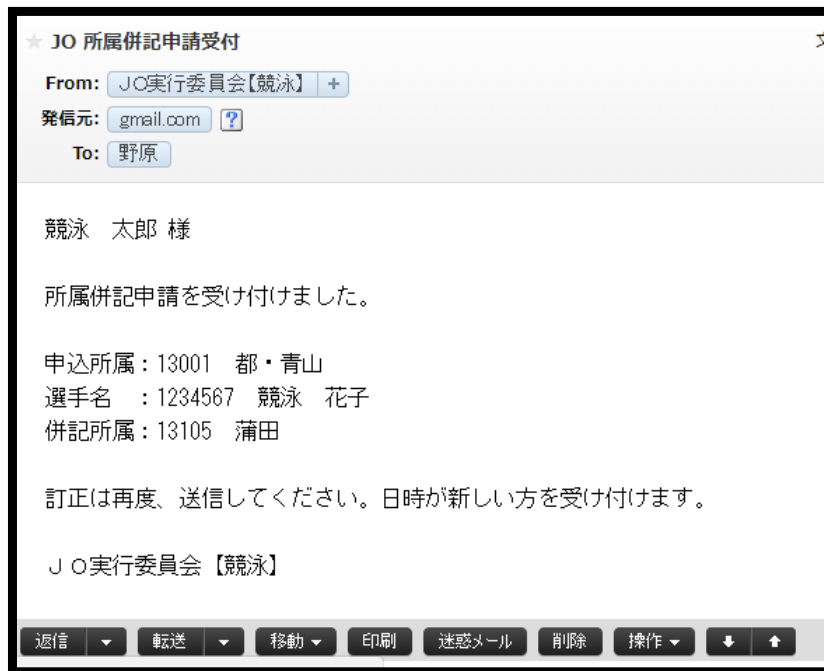 ★ JO 所属併記申請受付
From: ＪＯ実行委員会【競泳】 +
発信元: gmail.com ?
To: 野原
競泳　太郎 様
所属併記申請を受け付けました。
申込所属：13001　都・青山
選手名　：1234567　競泳　花子
併記所属：13105　蒲田
訂正は再度、送信してください。日時が新しい方を受け付けます。
ＪＯ実行委員会【競泳】
返信 ▼ 転送 ▼ 移動 ▼ 印刷 迷惑メール 削除 操作 ▼ ⬇ ⬆